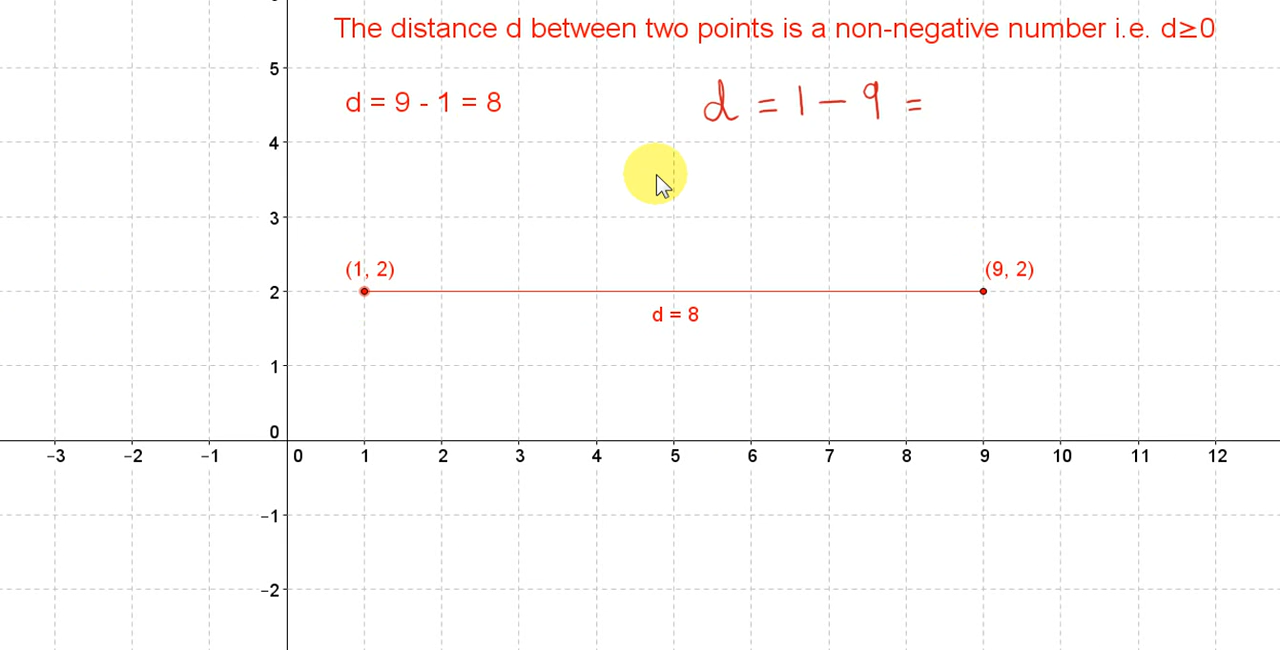 The distance d between two points is a non-negative number i.e. d≥0
5
d = 9 - 1 = 8 d = 1 - 9 =
4
3
(1, 2) (9, 2)
2
d = 8
1
0
-3 -2 -1 0 1 2 3 4 5 6 7 8 9 10 11 12
-1
-2